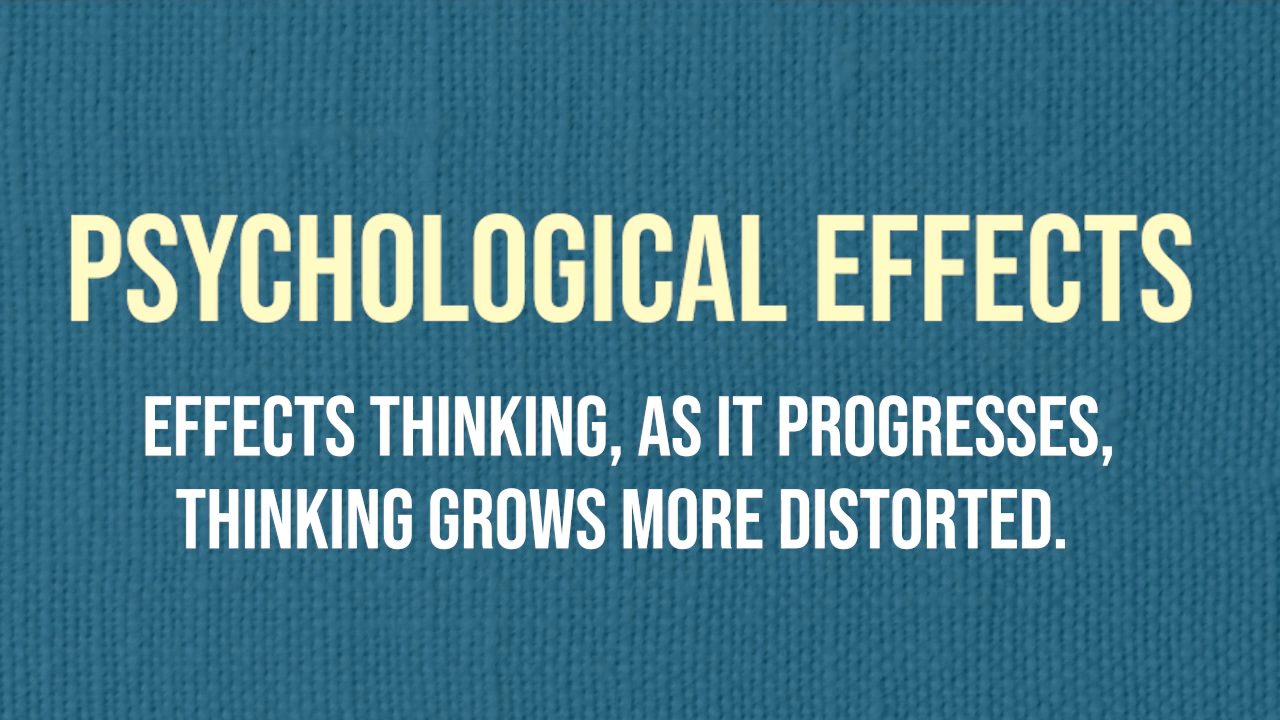 PSYCHOLOGICAL EFFECTS
EFFECTS THINKING, AS IT PROGRESSES,
THINKING GROWS MORE DISTORTED.